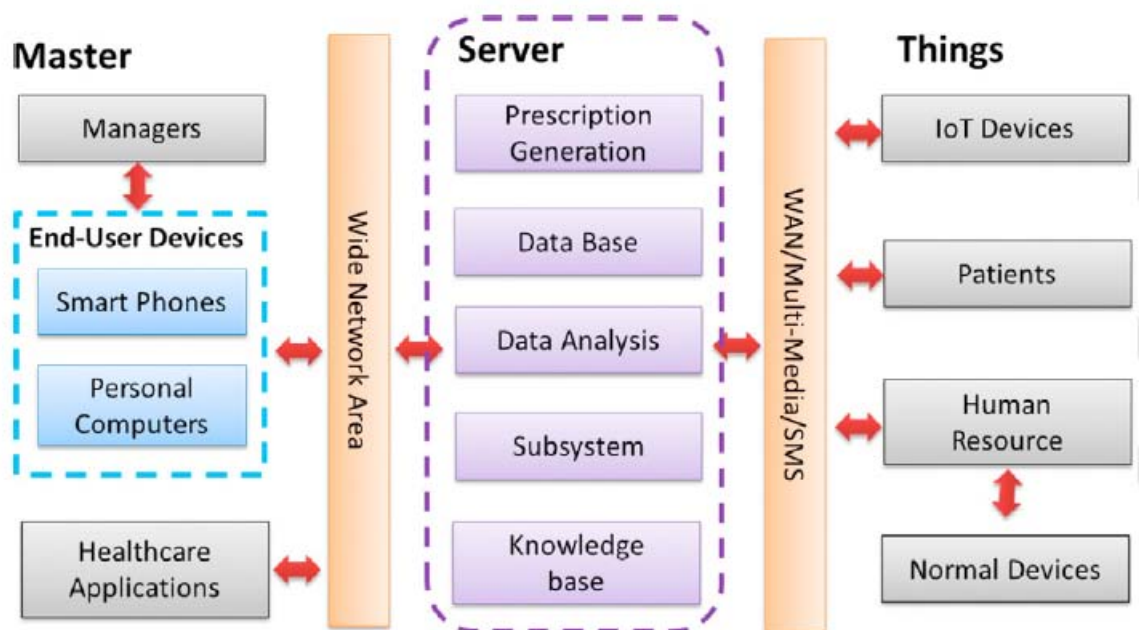 Master
Managers
End-User Devices
Smart Phones
Personal
Computers
Healthcare
Applications
Wide Network Area
Server
Prescription
Generation
Data Base
Data Analysis
Subsystem
Knowledge
base
WAN/Multi-Media/SMS
Things
IoT Devices
Patients
Human
Resource
Normal Devices